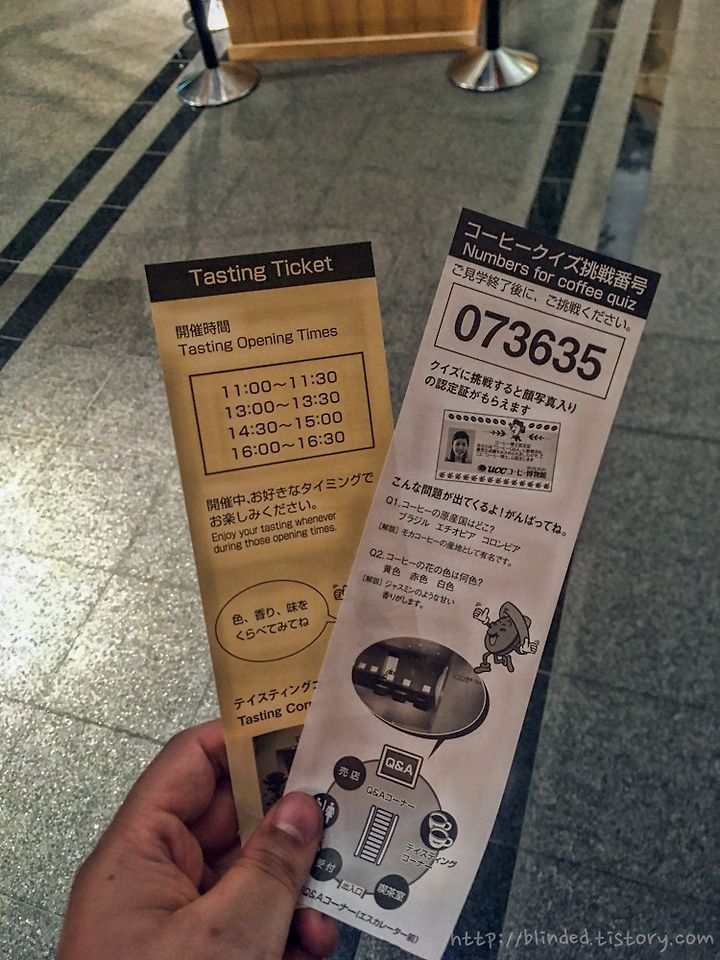 Tasting Ticket
開催時間
Tasting Opening Times
11:00～11:30
13:00～13:30
14:30～15:00
16:00～16:30
開催中、お好きなタイミングで
お楽しみください。
Enjoy your tasting whenever
during those opening times.
色、香り、味を
くらべてみてね
テイスティングコ
Tasting Cor
コーヒークイズ挑戦番号
Numbers for coffee quiz
ご見学終了後に、ご挑戦ください。
073635
クイズに挑戦すると顔写真入り
の認定証がもらえます
UCC コーヒー博物館
こんな問題が出てくるよ!がんばってね。
Q1.コーヒーの原産国はどこ?
ブラジル エチオピア コロンビア
[解説]モカコーヒーの産地として有名です。
Q2.コーヒーの花の色は何色?
黄色 赤色 白色
[解説]ジャスミンのような甘い
香りがします。
Q&A
売店
Q&Aコーナー
テイスティング
コーナー
受付
出入口
喫茶室
Q&Aコーナー(エスカレーター前)
http://blinded.tistory.com